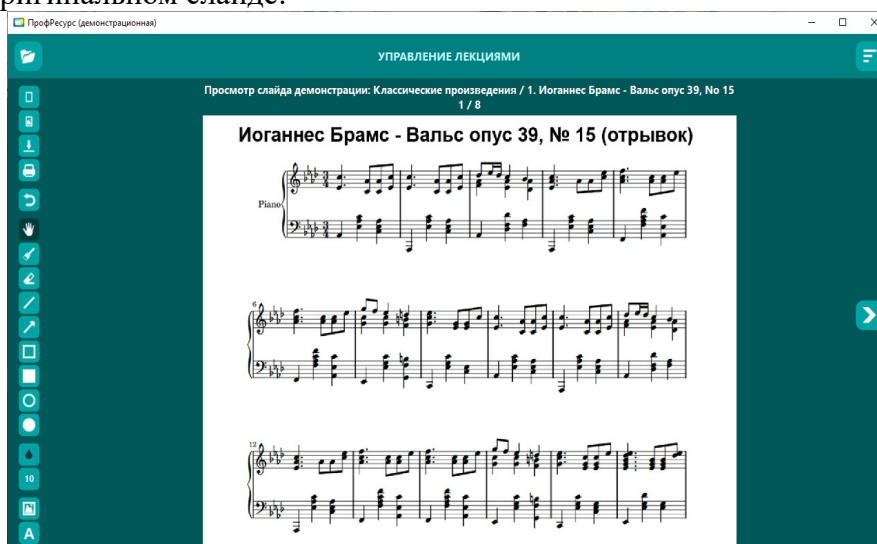 ПрофРесурс (демонстрационная)
УПРАВЛЕНИЕ ЛЕКЦИЯМИ
Просмотр слайда демонстрации: Классические произведения / 1. Иоганнес Брамс - Вальс опус 39, No 15
1 / 8
Иоганнес Брамс - Вальс опус 39, № 15 (отрывок)
Piano
6
12
10
A